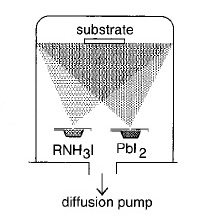 substrate
RNH3I PbI2
diffusion pump